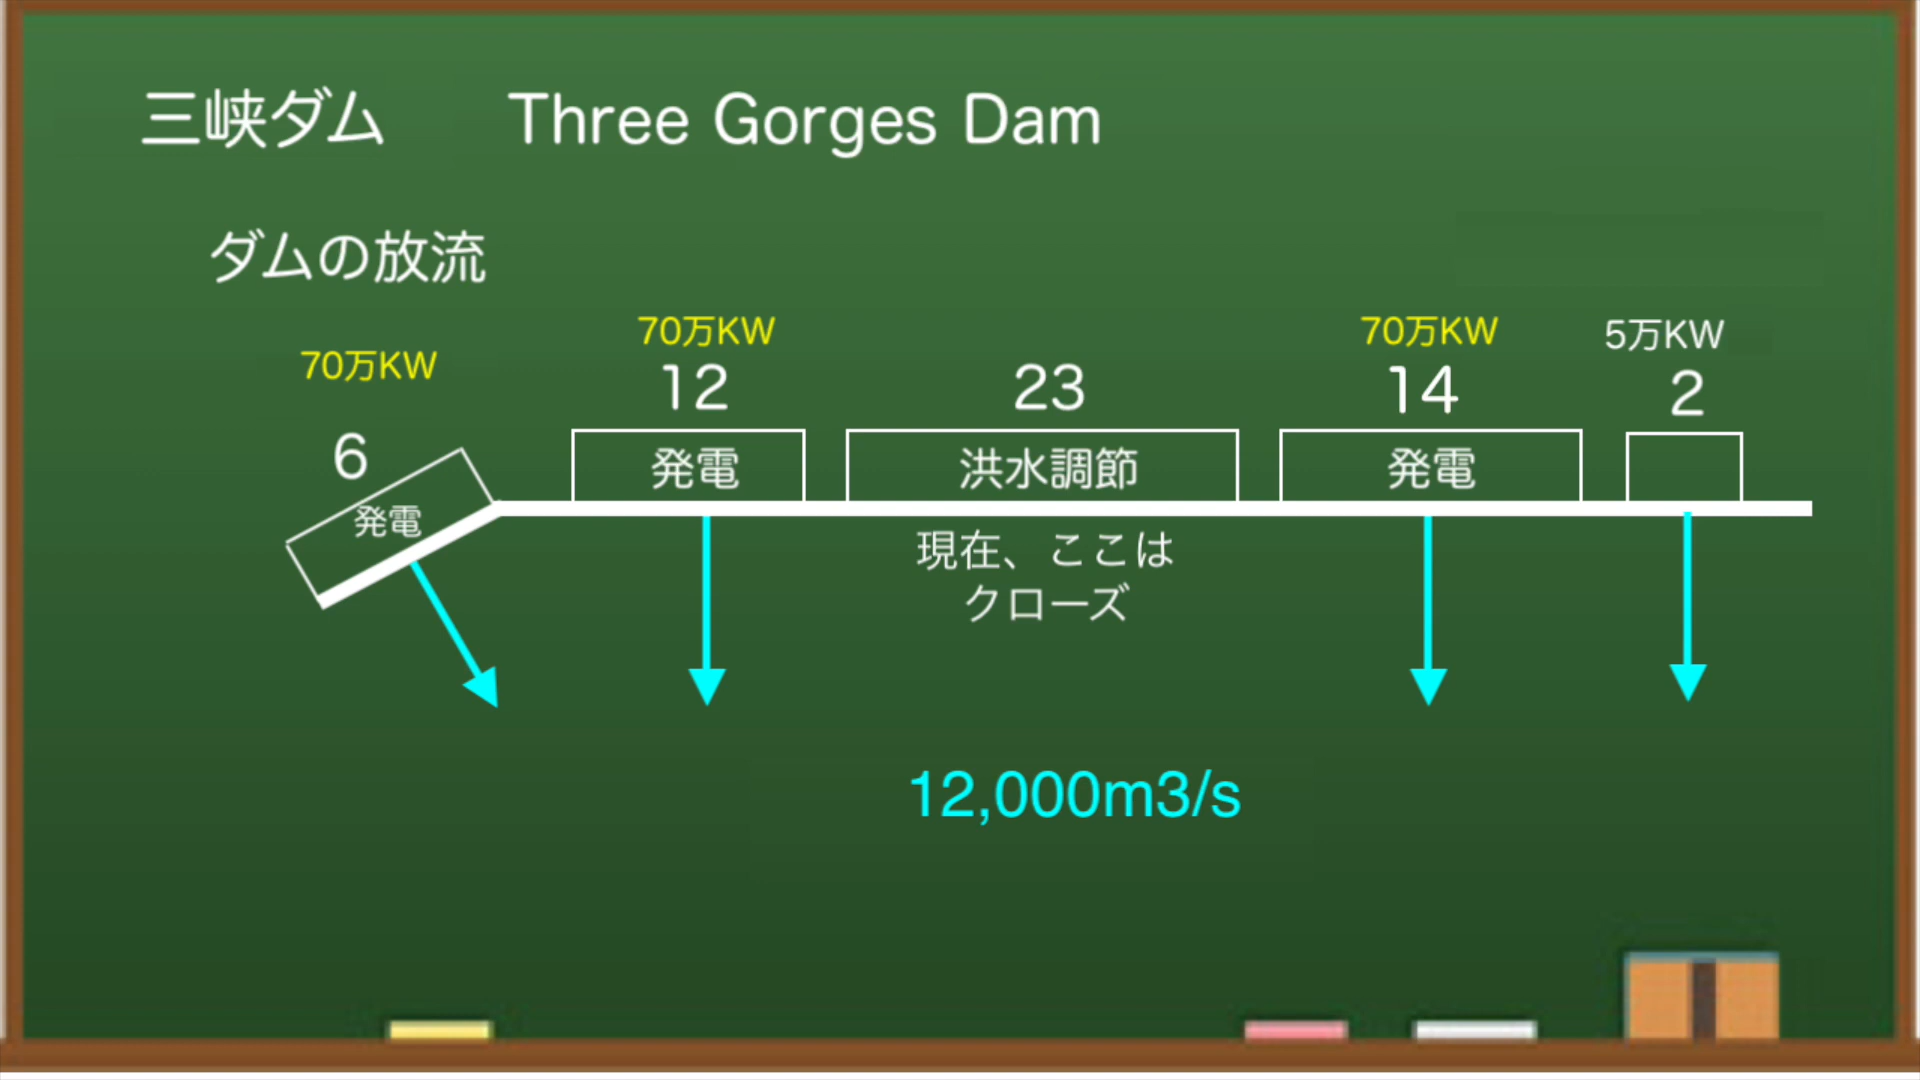 三峡ダム Three Gorges Dam
ダムの放流
70万KW
6
発電
70万KW
12
発電
23
洪水調節
現在、ここは
クローズ
70万KW
14
発電
5万KW
2
12,000m3/s